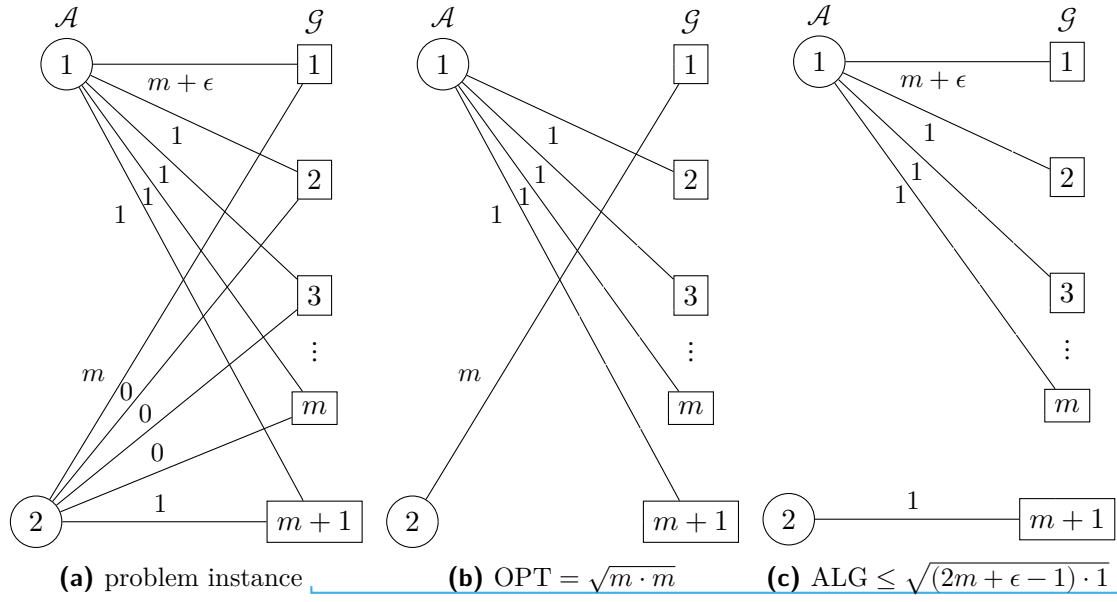 𝒜 𝒢 𝒜 𝒢 𝒜 𝒢
1 1 1 1 1 1
m + ϵ m + ϵ
1 1 1
2 2 2
1 1 1
1 1 1
1 1
3 3 3
⋮ ⋮ ⋮
m m
0
0
m m m
0
2 1 m + 1 2 m + 1 2 1 m + 1
(a) problem instance (b) OPT = √(m · m) (c) ALG ≤ √((2m + ϵ − 1) · 1)